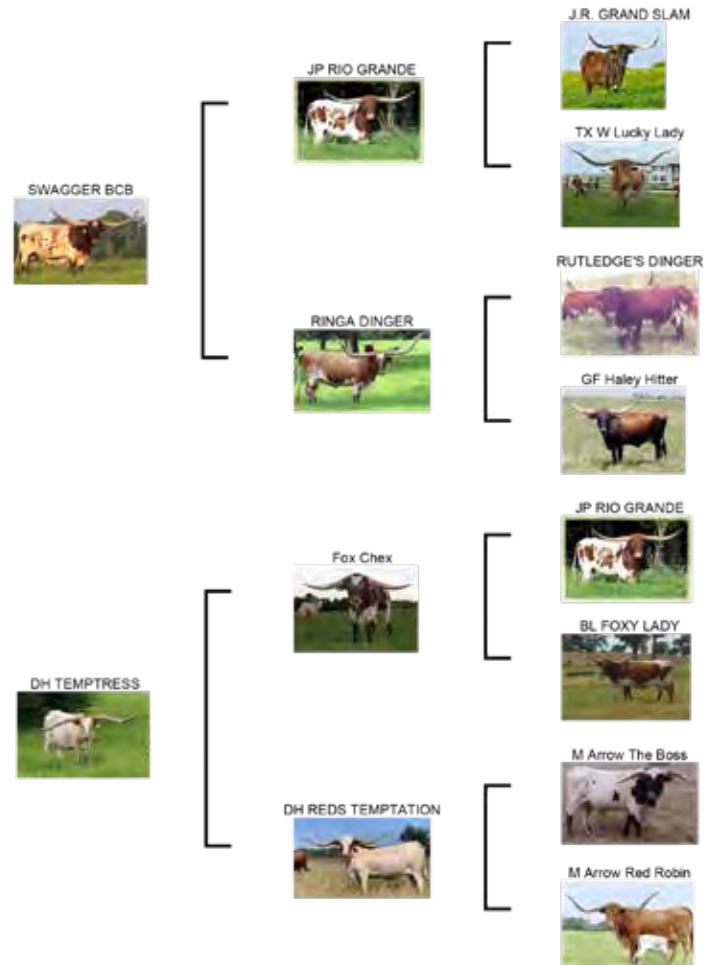 J.R. GRAND SLAM
JP RIO GRANDE
TX W Lucky Lady
SWAGGER BCB
RUTLEDGE'S DINGER
RINGA DINGER
GF Haley Hitter
JP RIO GRANDE
Fox Chex
BL FOXY LADY
DH TEMPTRESS
M Arrow The Boss
DH REDS TEMPTATION
M Arrow Red Robin